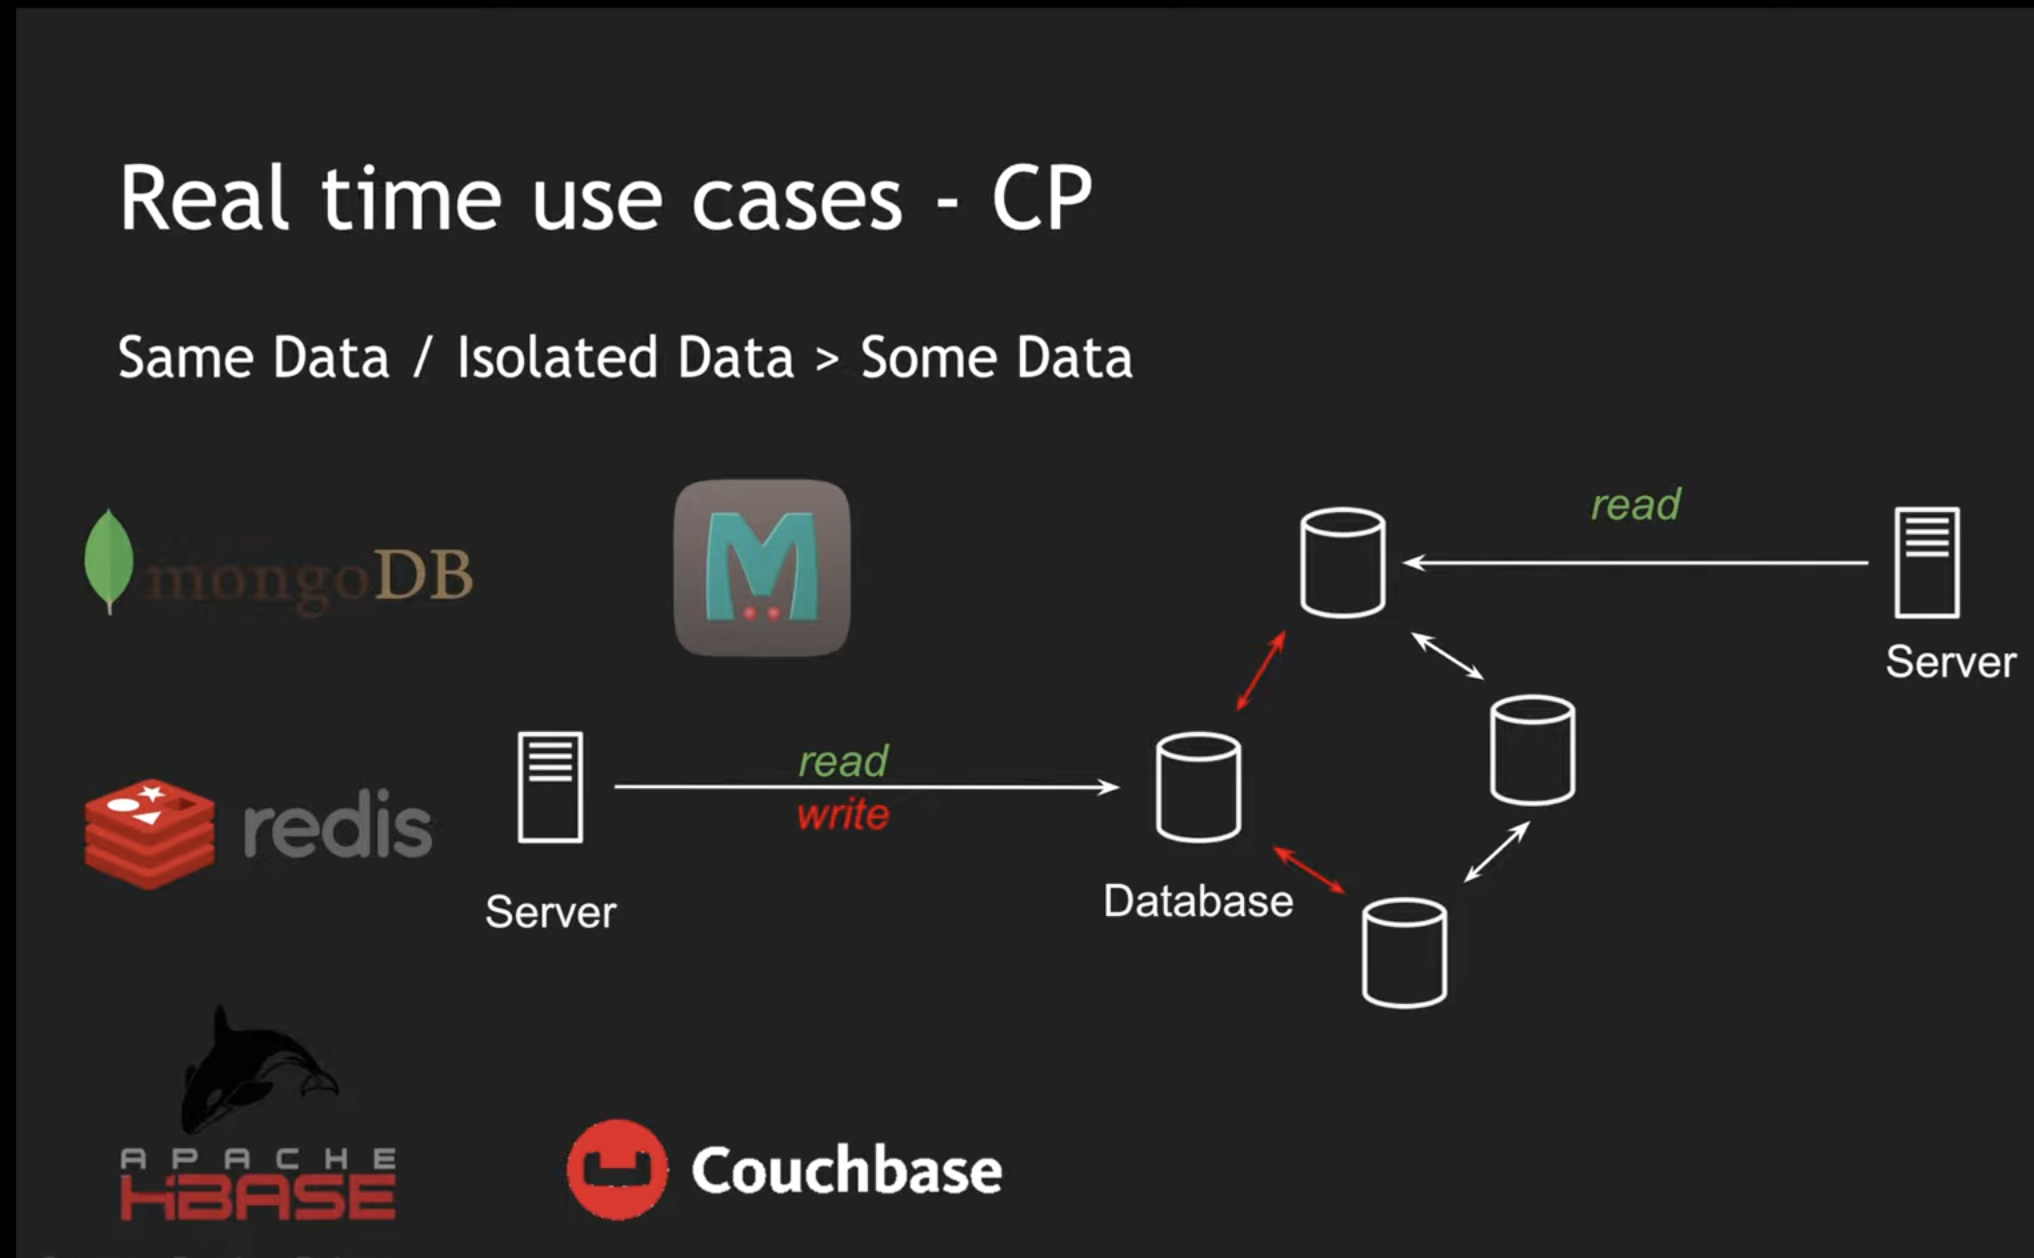 Real time use cases - CP
Same Data / Isolated Data > Some Data
mongoDB
read
Server
redis
read
write
Server
Database
APACHE
HBASE
Couchbase